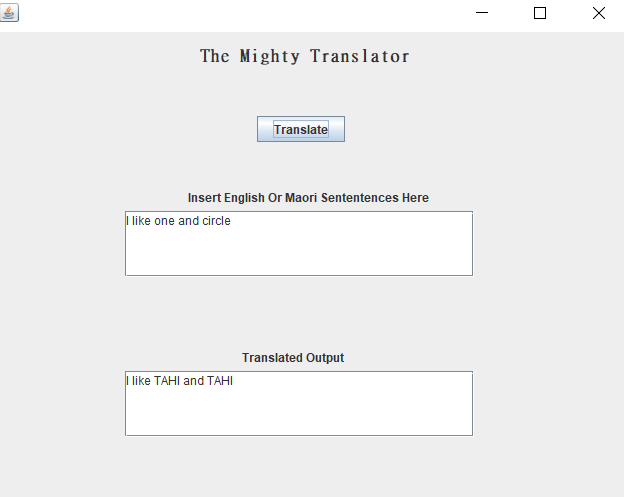 The Mighty Translator
Translate
Insert English Or Maori Sententences Here
I like one and circle
Translated Output
I like TAHI and TAHI